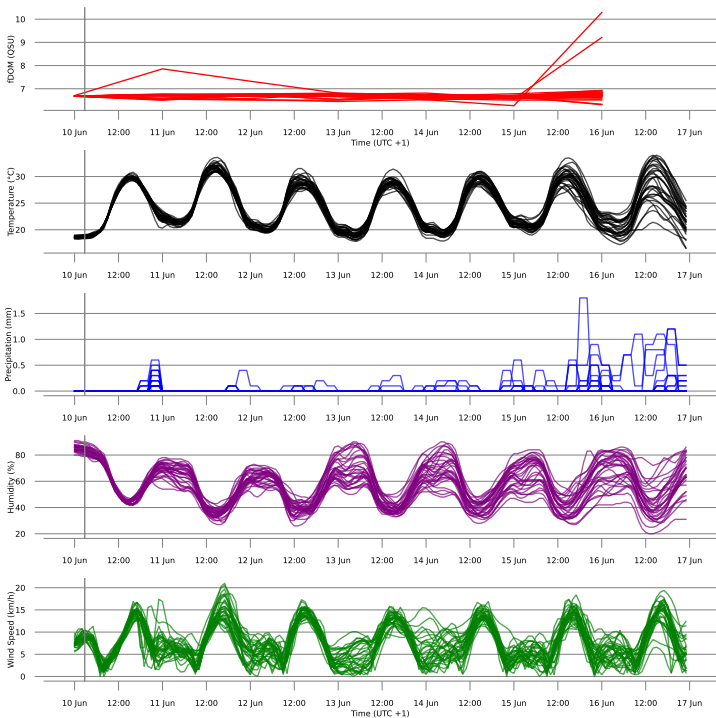 fDOM (QSU)
10
9
8
7
10 Jun 12:00 11 Jun 12:00 12 Jun 12:00 13 Jun 12:00 14 Jun 12:00 15 Jun 12:00 16 Jun 12:00 17 Jun
Time (UTC +1)
Temperature (°C)
30
25
20
10 Jun 12:00 11 Jun 12:00 12 Jun 12:00 13 Jun 12:00 14 Jun 12:00 15 Jun 12:00 16 Jun 12:00 17 Jun
Precipitation (mm)
1.5
1.0
0.5
0.0
10 Jun 12:00 11 Jun 12:00 12 Jun 12:00 13 Jun 12:00 14 Jun 12:00 15 Jun 12:00 16 Jun 12:00 17 Jun
Humidity (%)
80
60
40
20
10 Jun 12:00 11 Jun 12:00 12 Jun 12:00 13 Jun 12:00 14 Jun 12:00 15 Jun 12:00 16 Jun 12:00 17 Jun
Wind Speed (km/h)
20
15
10
5
0
10 Jun 12:00 11 Jun 12:00 12 Jun 12:00 13 Jun 12:00 14 Jun 12:00 15 Jun 12:00 16 Jun 12:00 17 Jun
Time (UTC +1)